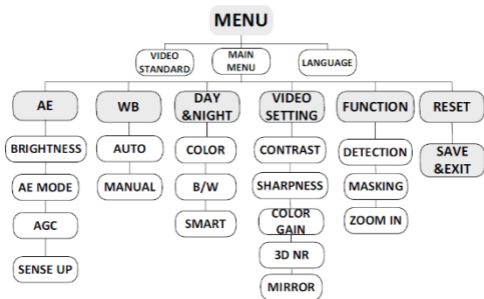 MENU
VIDEO
STANDARD
MAIN
MENU
LANGUAGE
AE
WB
DAY
&NIGHT
VIDEO
SETTING
FUNCTION
RESET
BRIGHTNESS
AUTO
COLOR
CONTRAST
DETECTION
SAVE
&EXIT
AE MODE
MANUAL
B/W
SHARPNESS
MASKING
AGC
SMART
COLOR
GAIN
ZOOM IN
SENSE UP
3D NR
MIRROR